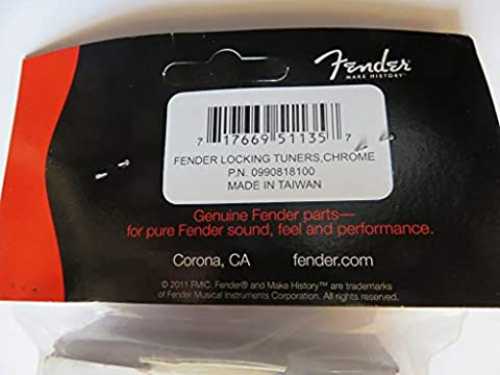 Fender
MAKE HISTORY™
7 17669 51135 7
FENDER LOCKING TUNERS,CHROME
P.N. 0990818100
MADE IN TAIWAN
Genuine Fender parts—
for pure Fender sound, feel and performance.
Corona, CA fender.com
© 2011 FMIC. Fender® and Make History™ are trademarks
of Fender Musical Instruments Corporation. All rights reserved.